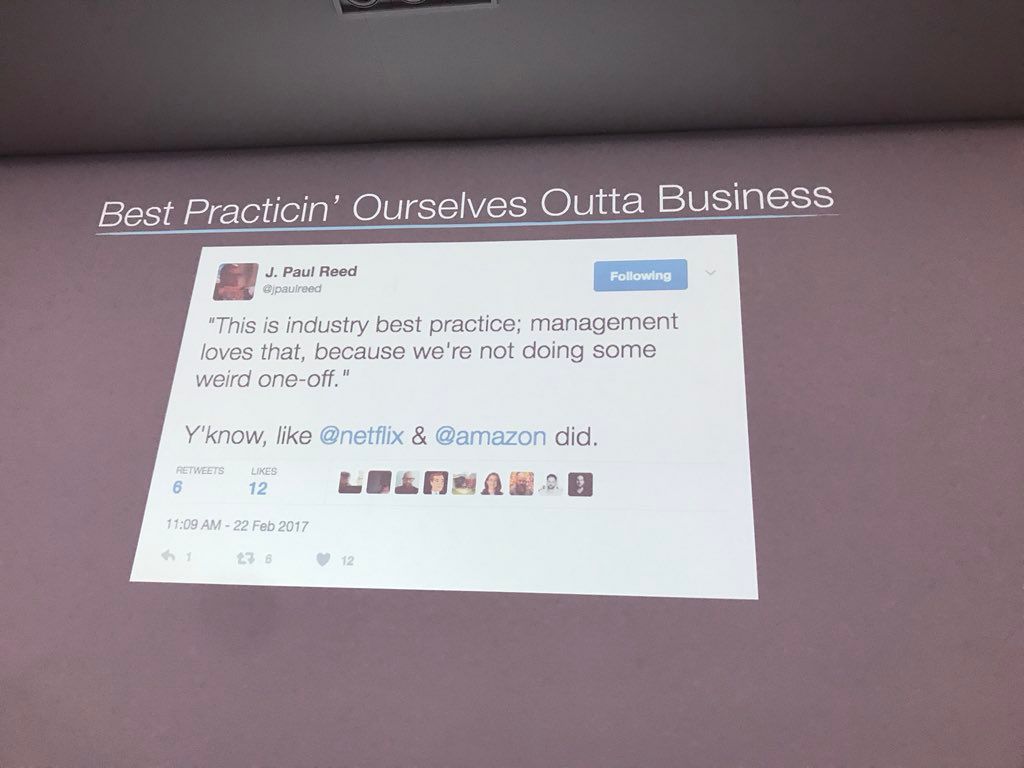 Best Practicin' Ourselves Outta Business
J. Paul Reed
@jpaulreed
Following
"This is industry best practice; management
loves that, because we're not doing some
weird one-off."
Y'know, like @netflix & @amazon did.
RETWEETS LIKES
6 12
11:09 AM - 22 Feb 2017
1 6 12